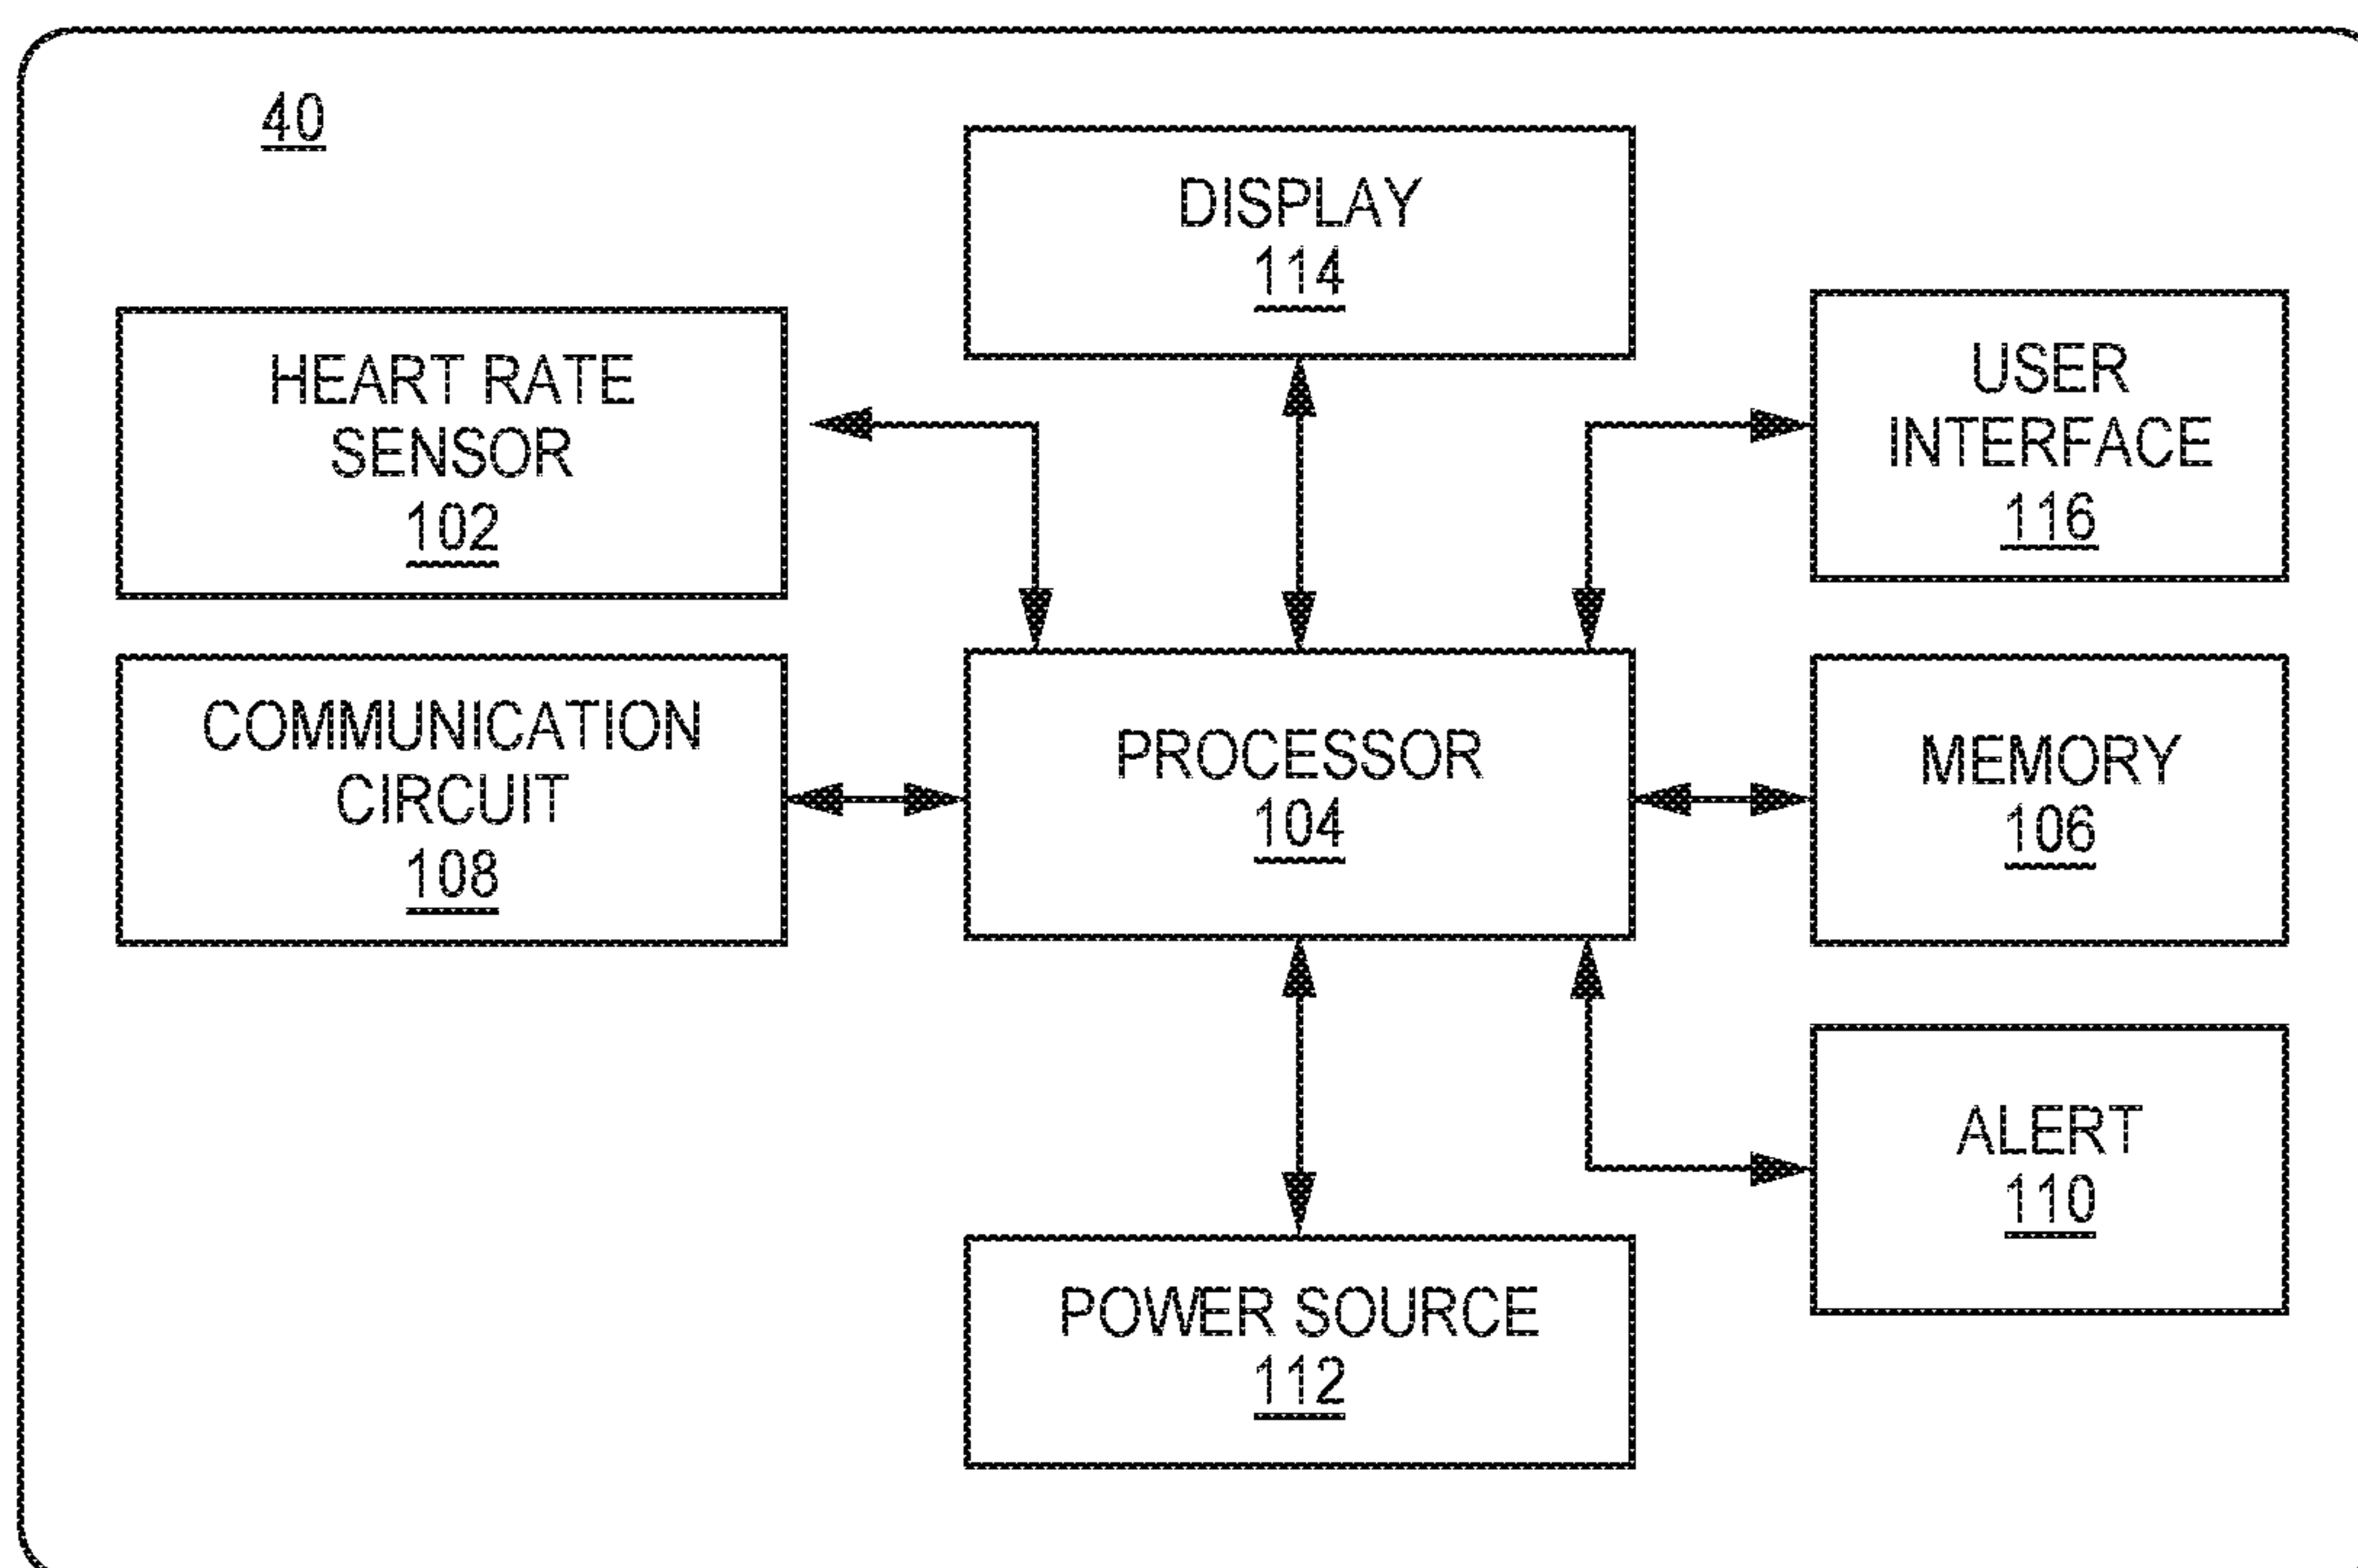 40
DISPLAY
114
HEART RATE
SENSOR
102
USER
INTERFACE
116
COMMUNICATION
CIRCUIT
108
PROCESSOR
104
MEMORY
106
ALERT
110
POWER SOURCE
112